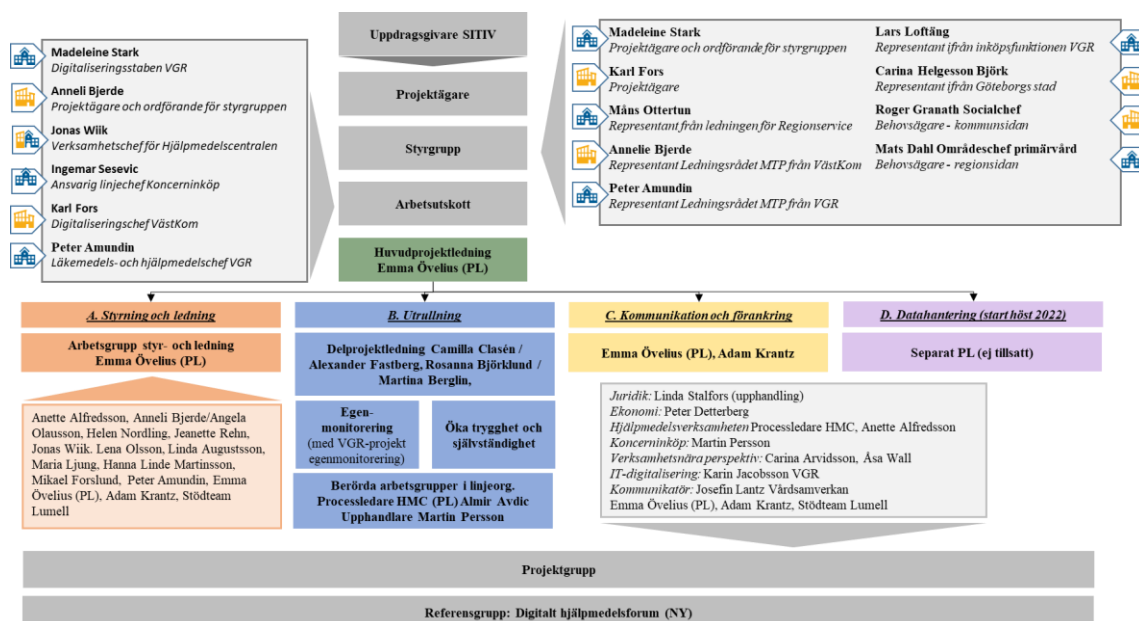 Madeleine Stark
Digitaliseringsstaben VGR
Anneli Bjerde
Projektägare och ordförande för styrgruppen
Jonas Wiik
Verksamhetschef för Hjälpmedelscentralen
Ingemar Sesevic
Ansvarig linjechef Koncerninköp
Karl Fors
Digitaliseringschef VästKom
Peter Amundin
Läkemedels- och hjälpmedelschef VGR
Uppdragsgivare SITIV
Projektägare
Styrgrupp
Arbetsutskott
Huvudprojektledning
Emma Övelius (PL)
Madeleine Stark
Projektägare och ordförande för styrgruppen
Karl Fors
Projektägare
Måns Ottertun
Representant från ledningen för Regionservice
Annelie Bjerde
Representant Ledningsrådet MTP från VästKom
Peter Amundin
Representant Ledningsrådet MTP från VGR
Lars Loftäng
Representant ifrån inköpsfunktionen VGR
Carina Helgesson Björk
Representant ifrån Göteborgs stad
Roger Granath Socialchef
Behovsägare - kommunsidan
Mats Dahl Områdeschef primärvård
Behovsägare - regionsidan
A. Styrning och ledning
Arbetsgrupp styr- och ledning
Emma Övelius (PL)
Anette Alfredsson, Anneli Bjerde/Angela
Olausson, Helen Nordling, Jeanette Rehn,
Jonas Wiik. Lena Olsson, Linda Augustsson,
Maria Ljung, Hanna Linde Martinsson,
Mikael Forslund, Peter Amundin, Emma
Övelius (PL), Adam Krantz, Stödteam
Lumell
B. Utrullning
Delprojektledning Camilla Clasén /
Alexander Fastberg, Rosanna Björklund /
Martina Berglin,
Egen-
monitorering
(med VGR-projekt
egenmonitorering)
Öka trygghet och
självständighet
Berörda arbetsgrupper i linjeorg.
Processledare HMC (PL) Almir Avdic
Upphandlare Martin Persson
C. Kommunikation och förankring
Emma Övelius (PL), Adam Krantz
Juridik: Linda Stalfors (upphandling)
Ekonomi: Peter Detterberg
Hjälpmedelsverksamheten Processledare HMC, Anette Alfredsson
Koncerninköp: Martin Persson
Verksamhetsnära perspektiv: Carina Arvidsson, Åsa Wall
IT-digitalisering: Karin Jacobsson VGR
Kommunikatör: Josefin Lantz Vårdsamverkan
Emma Övelius (PL), Adam Krantz, Stödteam Lumell
D. Datahantering (start höst 2022)
Separat PL (ej tillsatt)
Projektgrupp
Referensgrupp: Digitalt hjälpmedelsforum (NY)